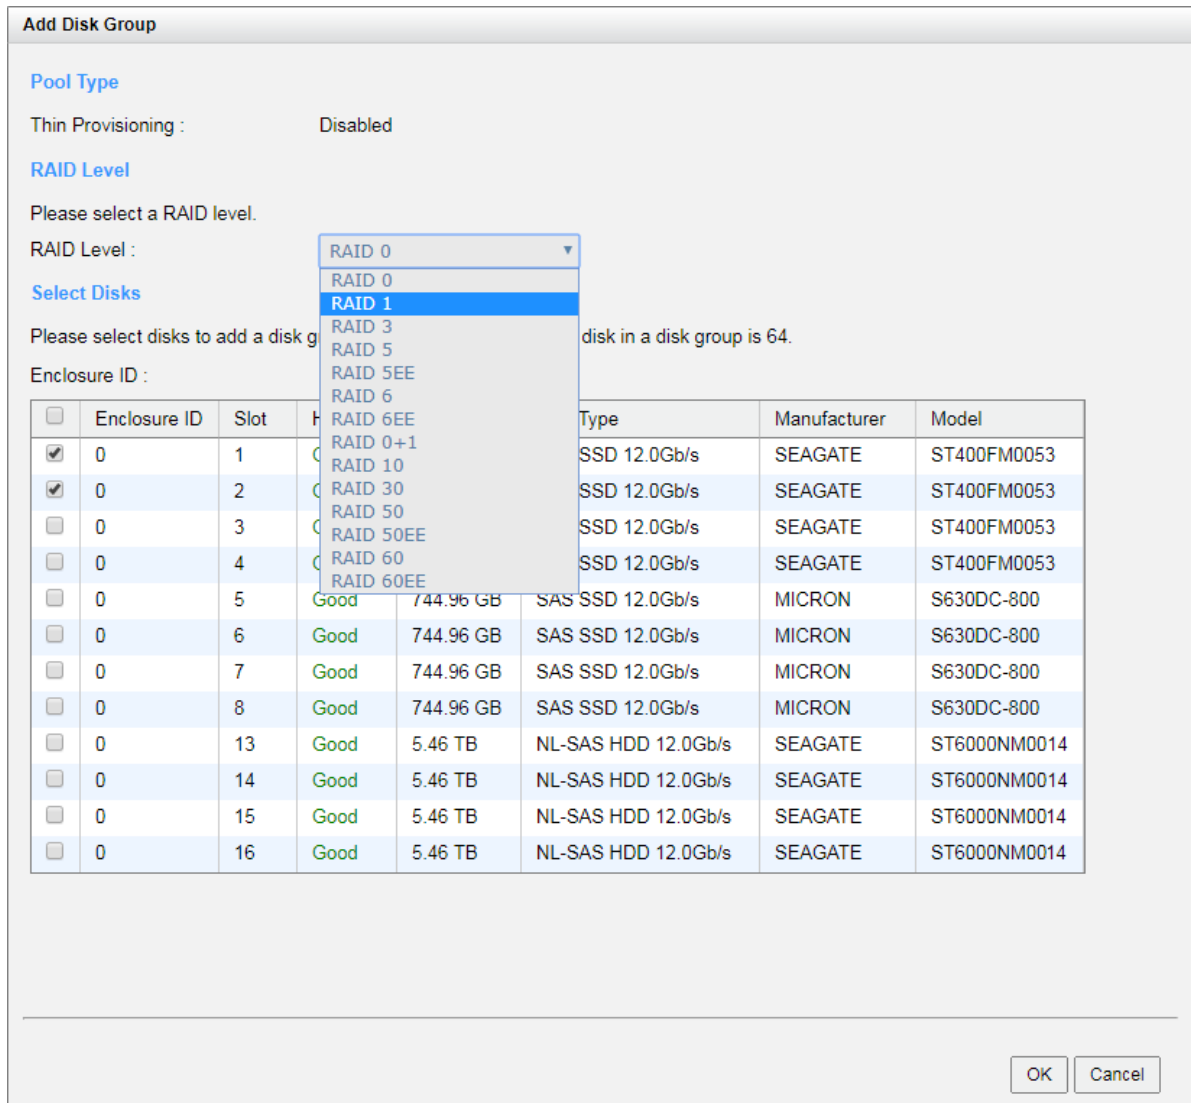 Add Disk Group
Pool Type
Thin Provisioning : Disabled
RAID Level
Please select a RAID level.
RAID Level : RAID 0
RAID 0
RAID 1
RAID 3
RAID 5
RAID 5EE
RAID 6
RAID 6EE
RAID 0+1
RAID 10
RAID 30
RAID 50
RAID 50EE
RAID 60
RAID 60EE
Select Disks
Please select disks to add a disk disk in a disk group is 64.
Enclosure ID :
Enclosure ID Slot Type Manufacturer Model
0 1 SSD 12.0Gb/s SEAGATE ST400FM0053
0 2 SSD 12.0Gb/s SEAGATE ST400FM0053
0 3 SSD 12.0Gb/s SEAGATE ST400FM0053
0 4 SSD 12.0Gb/s SEAGATE ST400FM0053
0 5 Good 744.96 GB SAS SSD 12.0Gb/s MICRON S630DC-800
0 6 Good 744.96 GB SAS SSD 12.0Gb/s MICRON S630DC-800
0 7 Good 744.96 GB SAS SSD 12.0Gb/s MICRON S630DC-800
0 8 Good 744.96 GB SAS SSD 12.0Gb/s MICRON S630DC-800
0 13 Good 5.46 TB NL-SAS HDD 12.0Gb/s SEAGATE ST6000NM0014
0 14 Good 5.46 TB NL-SAS HDD 12.0Gb/s SEAGATE ST6000NM0014
0 15 Good 5.46 TB NL-SAS HDD 12.0Gb/s SEAGATE ST6000NM0014
0 16 Good 5.46 TB NL-SAS HDD 12.0Gb/s SEAGATE ST6000NM0014
OK Cancel